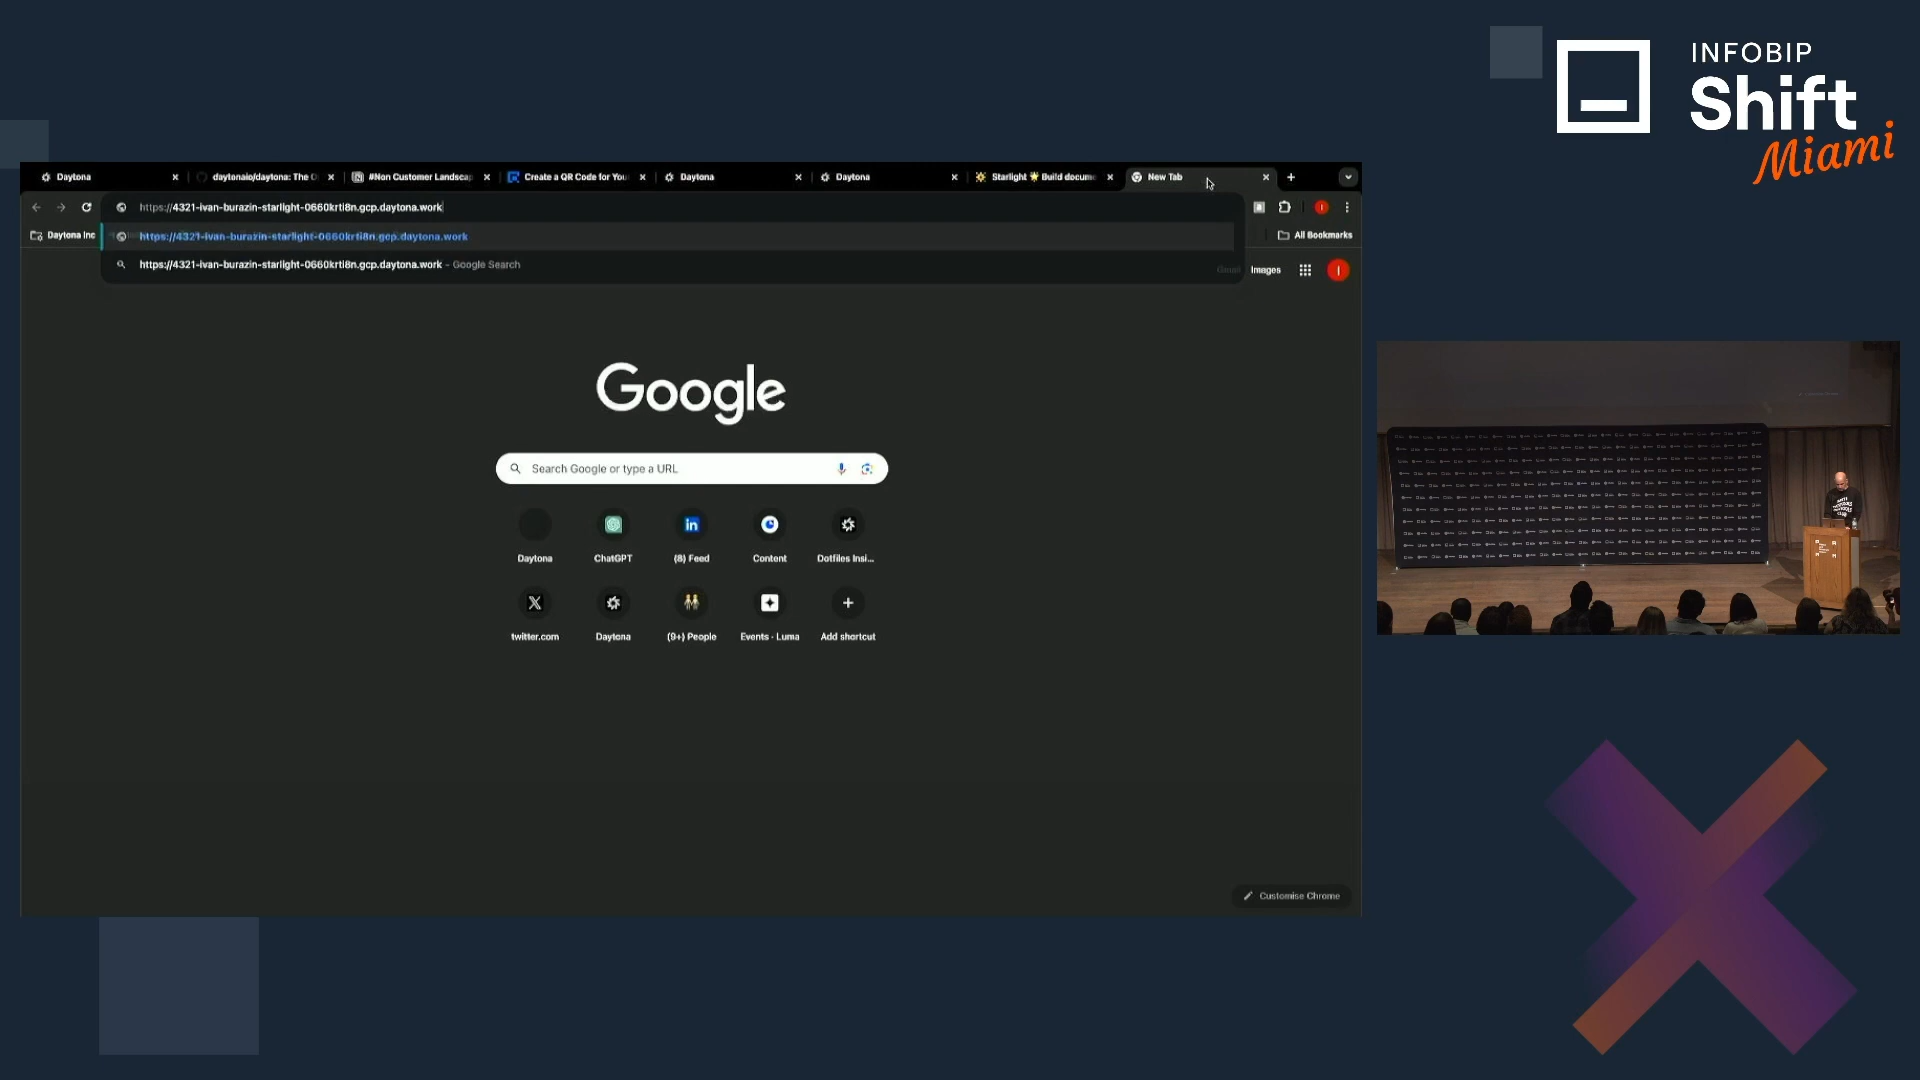 INFOBIP
Shift
Miami
Daytona
daytonaio/daytona: The O
#Non Customer Landscap
Create a QR Code for You
Daytona
Daytona
Starlight 🌟 Build docum
New Tab
https://4321-ivan-burazin-starlight-0660krti8n.gcp.daytona.work
Daytona Inc
https://4321-ivan-burazin-starlight-0660krti8n.gcp.daytona.work
All Bookmarks
https://4321-ivan-burazin-starlight-0660krti8n.gcp.daytona.work - Google Search
Gmail
Images
Google
Search Google or type a URL
Daytona
ChatGPT
(8) Feed
Content
Dotfiles Insi...
twitter.com
Daytona
(9+) People
Events · Luma
Add shortcut
Customise Chrome